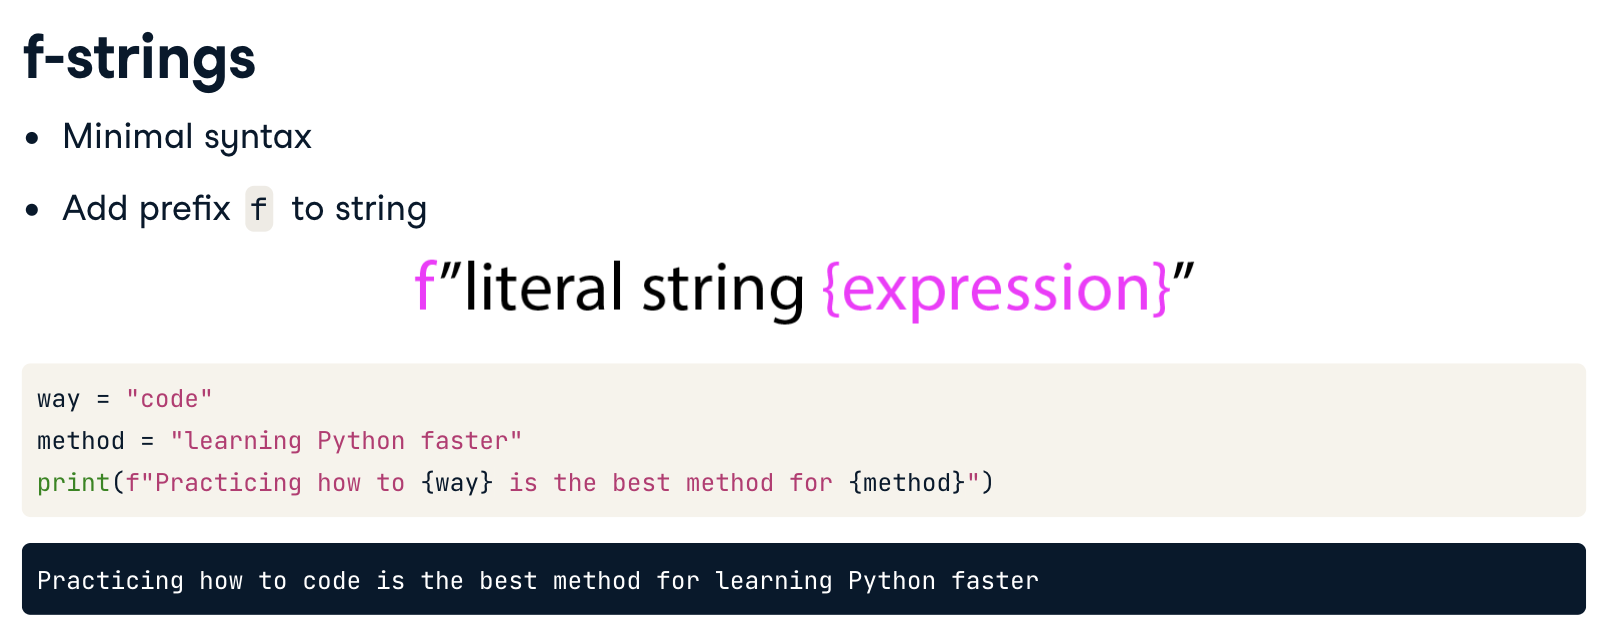 f-strings
• Minimal syntax
• Add prefix f to string
f”literal string {expression}”
way = "code"
method = "learning Python faster"
print(f"Practicing how to {way} is the best method for {method}")
Practicing how to code is the best method for learning Python faster